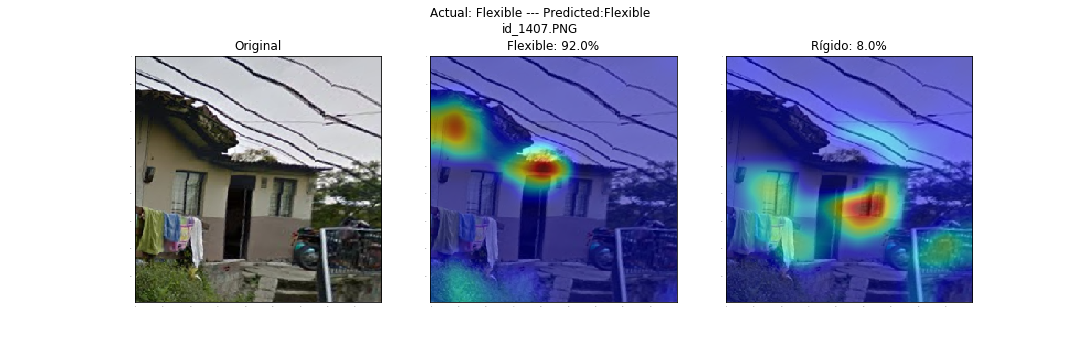 Actual: Flexible --- Predicted:Flexible
id_1407.PNG
Original
Flexible: 92.0%
Rígido: 8.0%